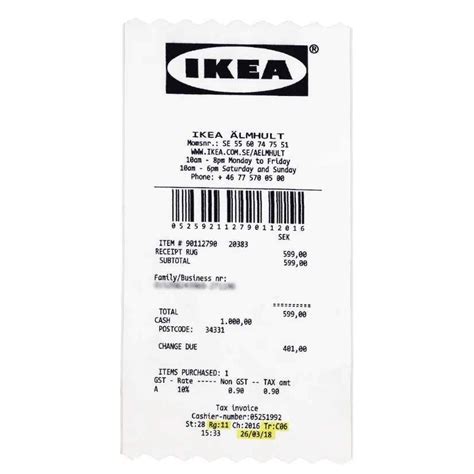 IKEA®
IKEA ÄLMHULT
Momsnr.: SE 55 60 74 75 51
WWW.IKEA.COM.SE/AELMHULT
10am - 8pm Monday to Friday
10am - 6pm Saturday and Sunday
Phone: + 46 77 570 05 00
052592112790112016
SEK
ITEM # 90112790 20383
RECEIPT RUG 599,00
SUBTOTAL 599,00
Family/Business nr:
==========
TOTAL 599,00
CASH 1.000,00
POSTCODE: 34331
CHANGE DUE 401,00
ITEMS PURCHASED: 1
GST - Rate ----- Non GST -- TAX amt
A 10% 0.90 0.90
Tax invoice
Cashier-number:05251992
St:28 Rg:11 Ch:2016 Tr:C06
15:33 26/03/18